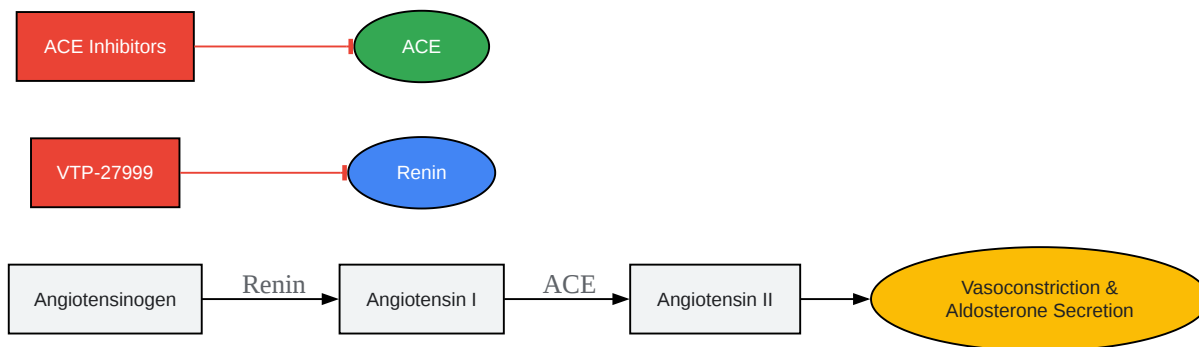 ACE Inhibitors
ACE
VTP-27999
Renin
Angiotensinogen
Renin
Angiotensin I
ACE
Angiotensin II
Vasoconstriction &
Aldosterone Secretion